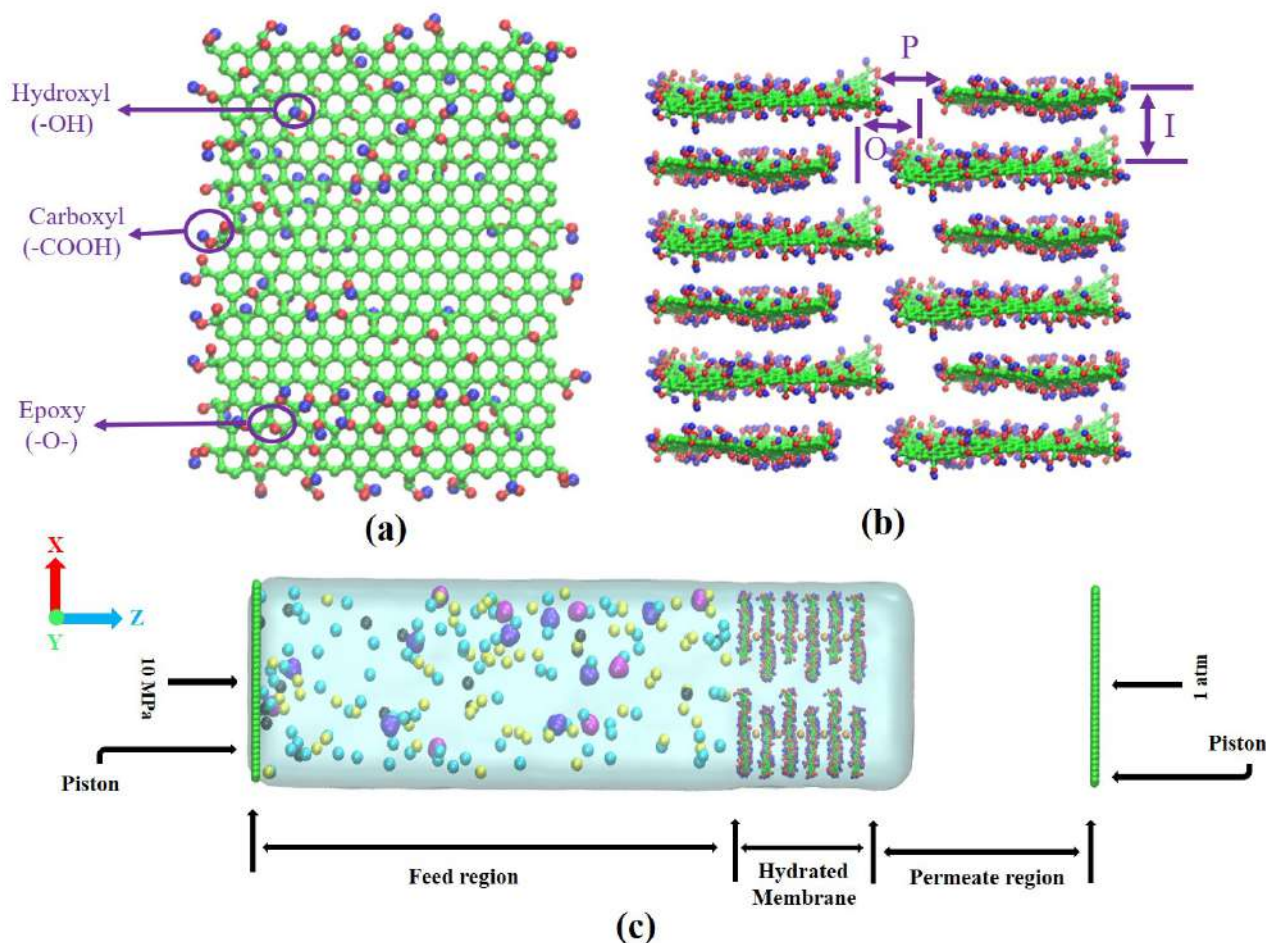 Hydroxyl
(-OH)
Carboxyl
(-COOH)
Epoxy
(-O-)
(a)
P
O
I
(b)
X
Y
Z
10 MPa
Piston
1 atm
Piston
Feed region
Hydrated
Membrane
Permeate region
(c)